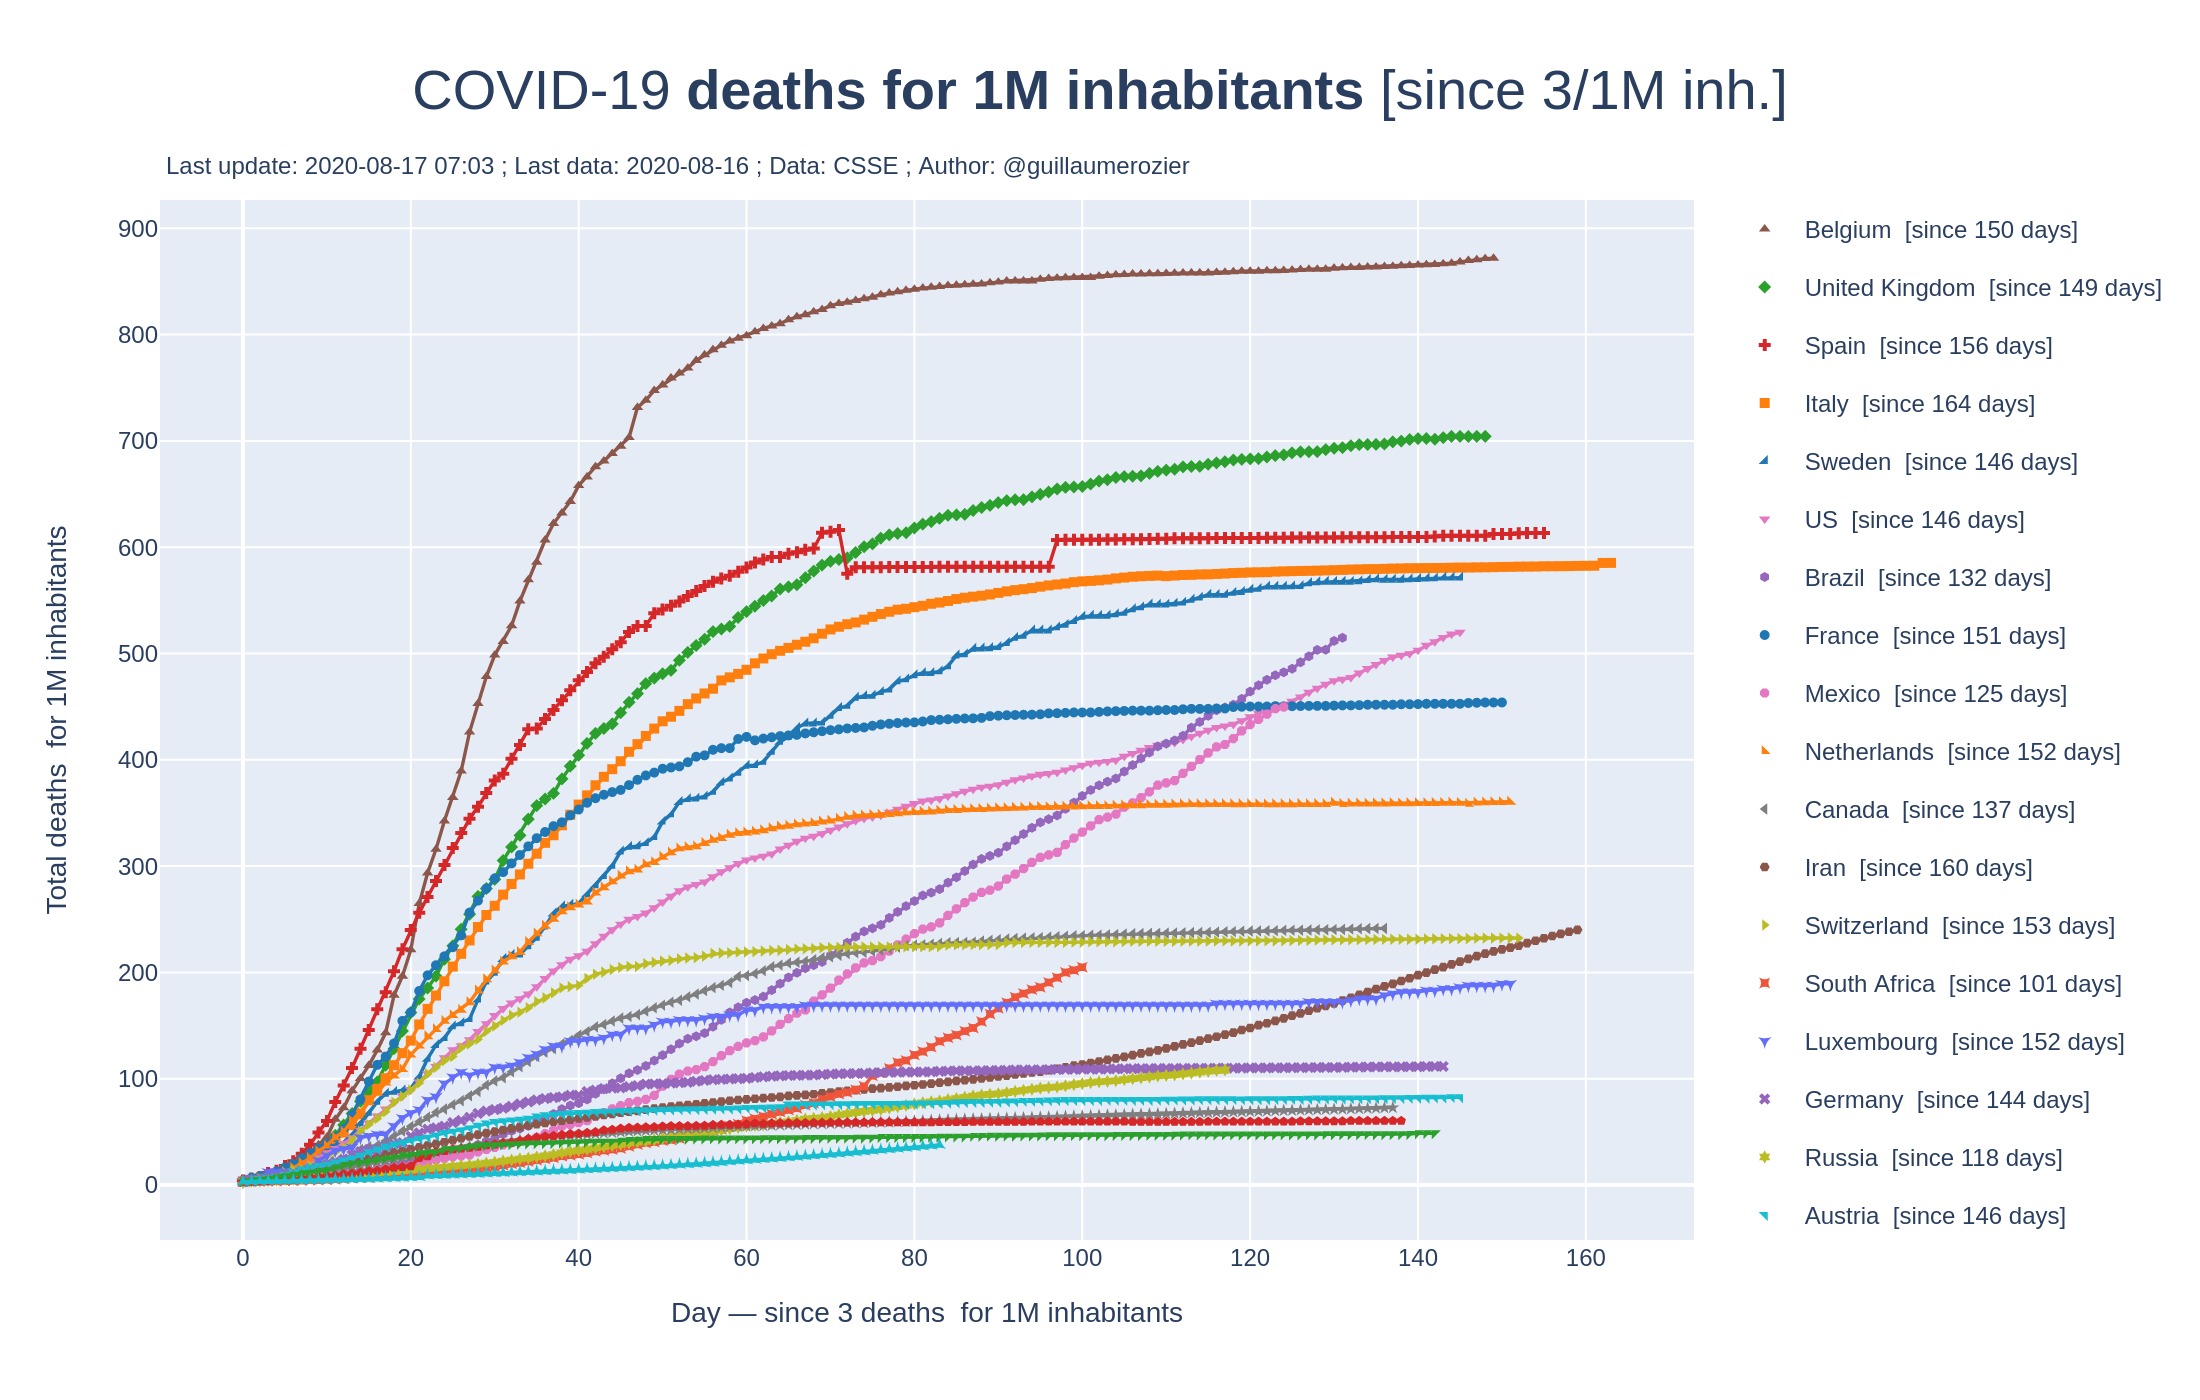 COVID-19 deaths for 1M inhabitants [since 3/1M inh.]
Last update: 2020-08-17 07:03 ; Last data: 2020-08-16 ; Data: CSSE ; Author: @guillaumerozier
Total deaths  for 1M inhabitants
900
800
700
600
500
400
300
200
100
0
0 20 40 60 80 100 120 140 160
Day — since 3 deaths  for 1M inhabitants
Belgium  [since 150 days]
United Kingdom  [since 149 days]
Spain  [since 156 days]
Italy  [since 164 days]
Sweden  [since 146 days]
US  [since 146 days]
Brazil  [since 132 days]
France  [since 151 days]
Mexico  [since 125 days]
Netherlands  [since 152 days]
Canada  [since 137 days]
Iran  [since 160 days]
Switzerland  [since 153 days]
South Africa  [since 101 days]
Luxembourg  [since 152 days]
Germany  [since 144 days]
Russia  [since 118 days]
Austria  [since 146 days]